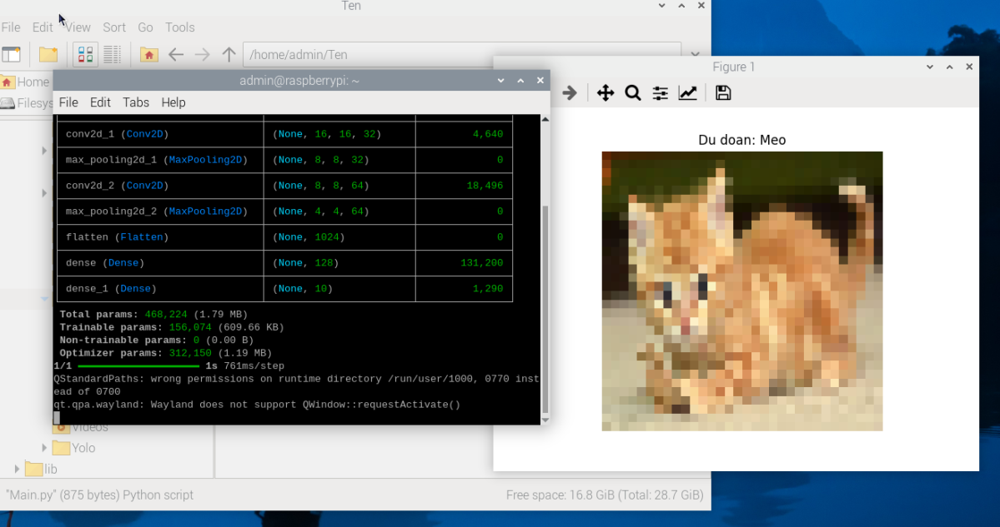 Ten
File Edit View Sort Go Tools
/home/admin/Ten
Home
Filesys
admin@raspberrypi: ~
File Edit Tabs Help
conv2d_1 (Conv2D) (None, 16, 16, 32) 4,640
max_pooling2d_1 (MaxPooling2D) (None, 8, 8, 32) 0
conv2d_2 (Conv2D) (None, 8, 8, 64) 18,496
max_pooling2d_2 (MaxPooling2D) (None, 4, 4, 64) 0
flatten (Flatten) (None, 1024) 0
dense (Dense) (None, 128) 131,200
dense_1 (Dense) (None, 10) 1,290
Total params: 468,224 (1.79 MB)
Trainable params: 156,074 (609.66 KB)
Non-trainable params: 0 (0.00 B)
Optimizer params: 312,150 (1.19 MB)
1/1 1s 761ms/step
QStandardPaths: wrong permissions on runtime directory /run/user/1000, 0770 inst
ead of 0700
qt.qpa.wayland: Wayland does not support QWindow::requestActivate()
Videos
Yolo
lib
"Main.py" (875 bytes) Python script
Free space: 16.8 GiB (Total: 28.7 GiB)
Figure 1
Du doan: Meo